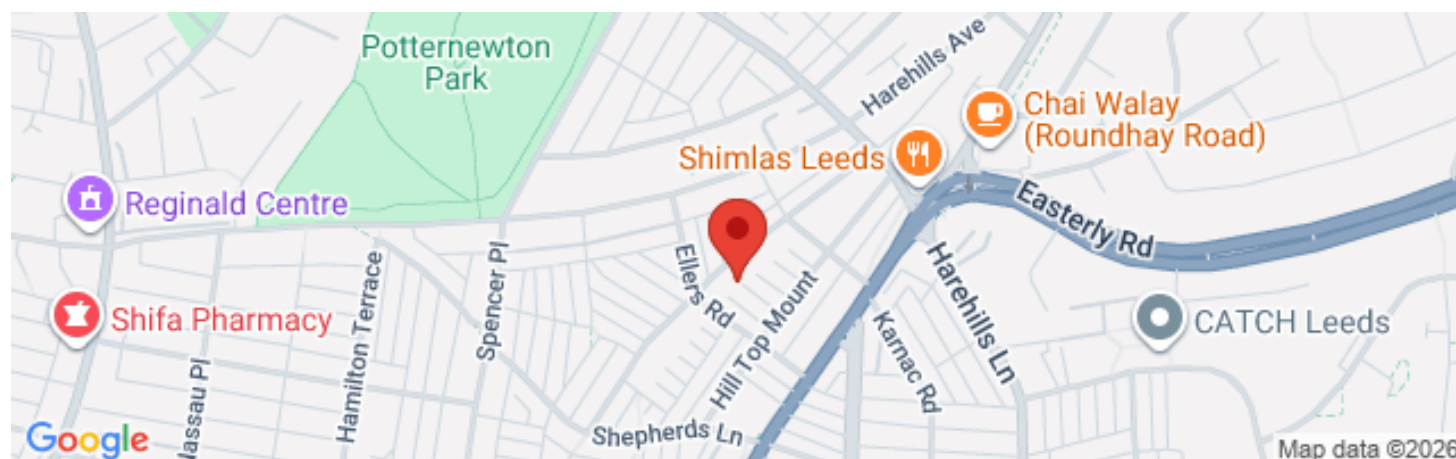 Potternewton
Park
Harehills Ave
Chai Walay
(Roundhay Road)
Shimlas Leeds
Reginald Centre
Easterly Rd
Ellers Rd
Spencer Pl
Hamilton Terrace
Harehills Ln
Hill Top Mount
Shifa Pharmacy
CATCH Leeds
Karnac Rd
Nassau Pl
Shepherds Ln
Google
Map data ©2026